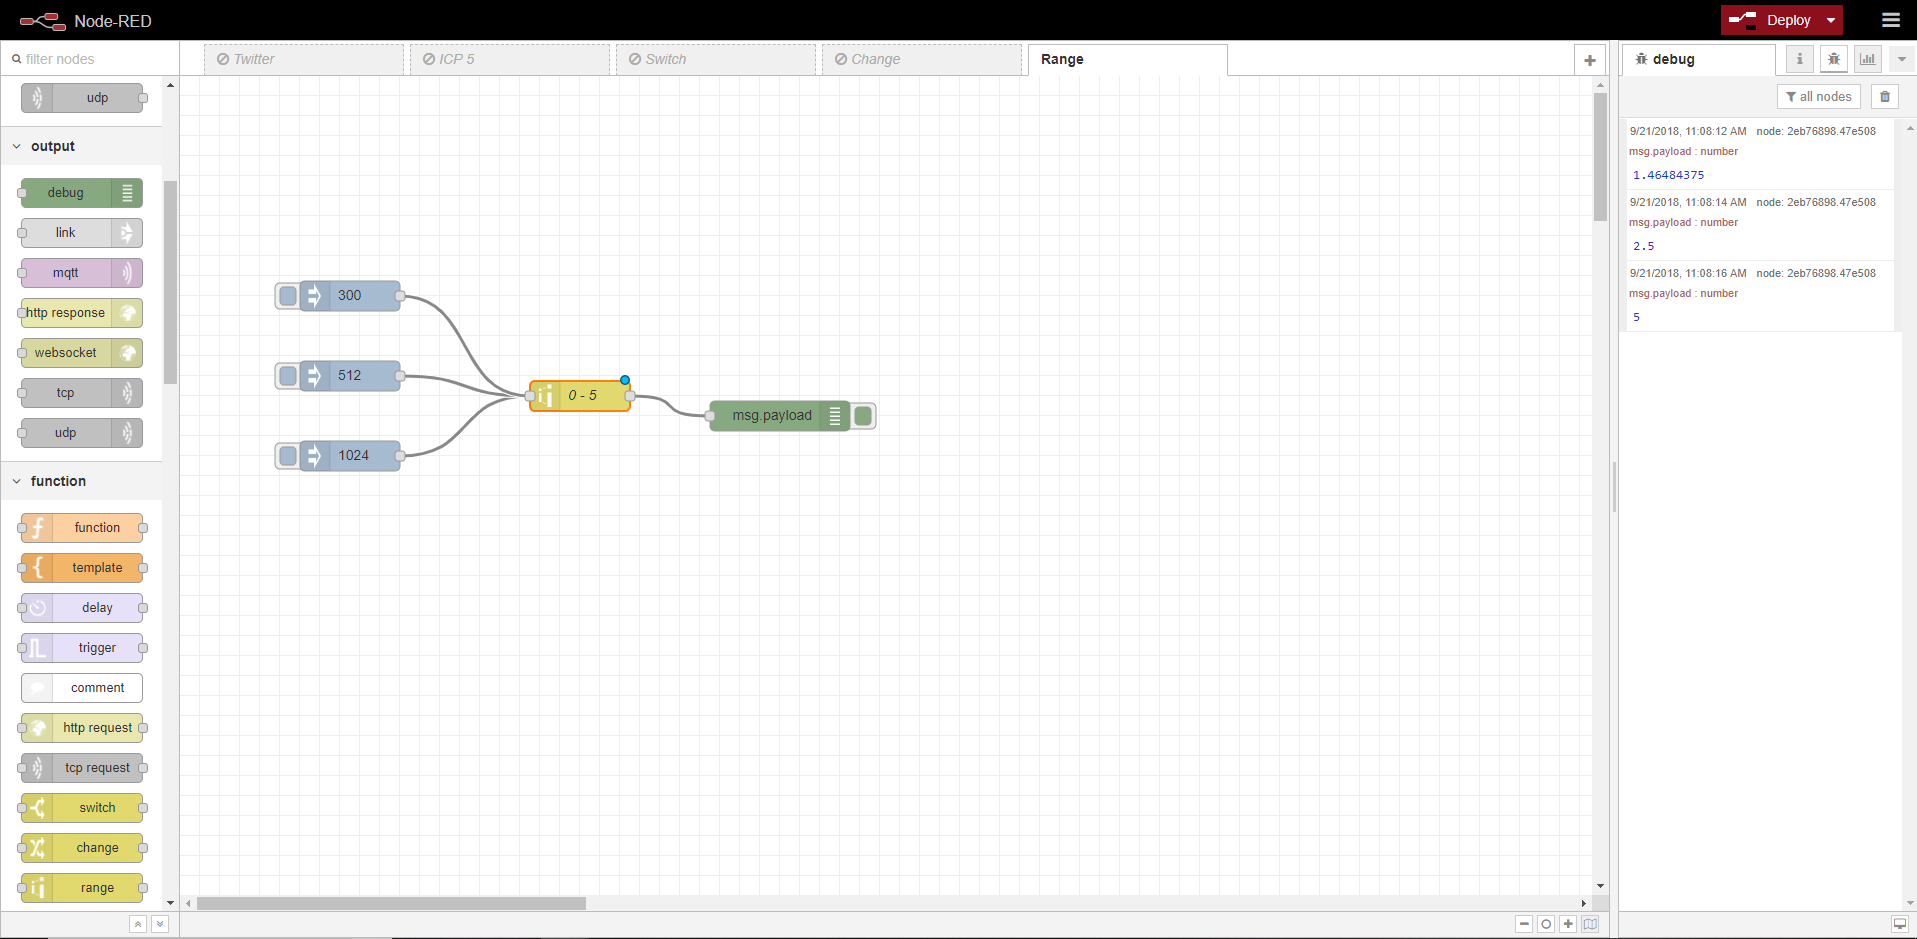 Node-RED
Deploy
filter nodes
Twitter
ICP 5
Switch
Change
Range
debug
all nodes
udp
output
debug
link
mqtt
http response
websocket
tcp
udp
function
function
template
delay
trigger
comment
http request
tcp request
switch
change
range
300
512
1024
0 - 5
msg.payload
9/21/2018, 11:08:12 AM node: 2eb76898.47e508
msg.payload : number
1.46484375
9/21/2018, 11:08:14 AM node: 2eb76898.47e508
msg.payload : number
2.5
9/21/2018, 11:08:16 AM node: 2eb76898.47e508
msg.payload : number
5